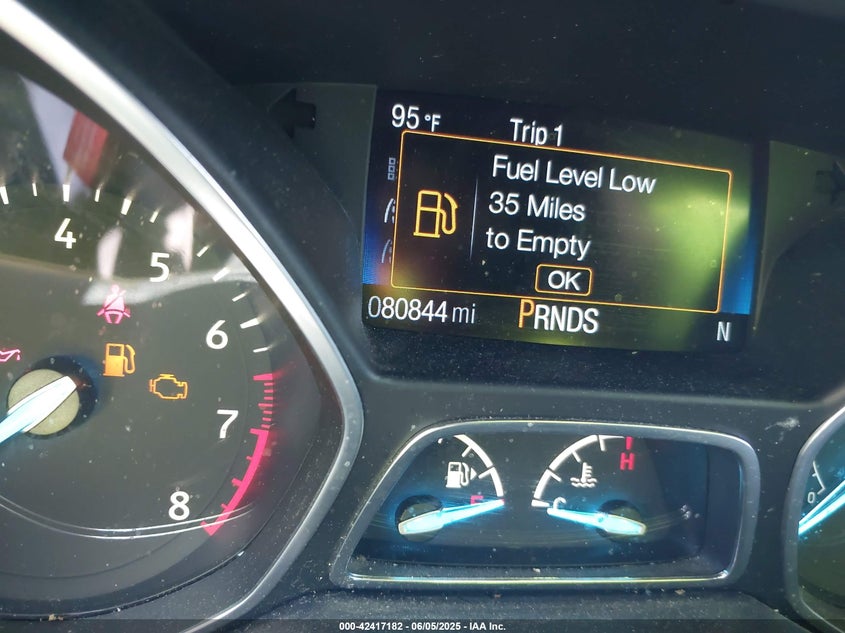 95°F
Trip 1
Fuel Level Low
35 Miles
to Empty
OK
080844 mi
PRNDS
N
4
5
6
7
8
E
H
C
0
000-42417182 - 06/05/2025 - IAA Inc.